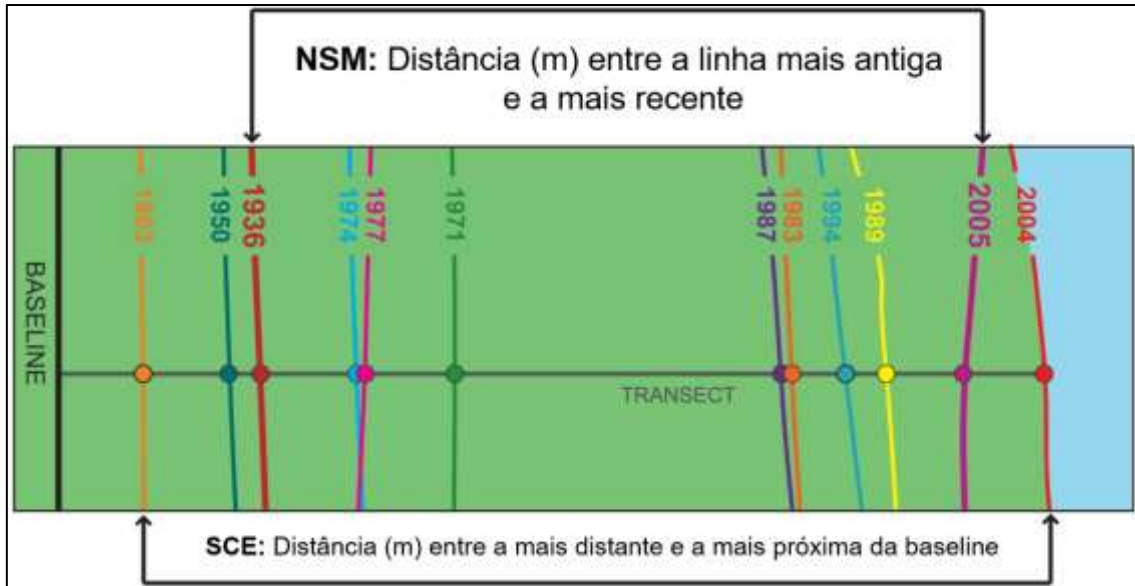 NSM: Distância (m) entre a linha mais antiga
e a mais recente
BASELINE
1950
1936
1974
1977
1971
1987
1983
1994
1989
2005
2004
TRANSECT
SCE: Distância (m) entre a mais distante e a mais próxima da baseline